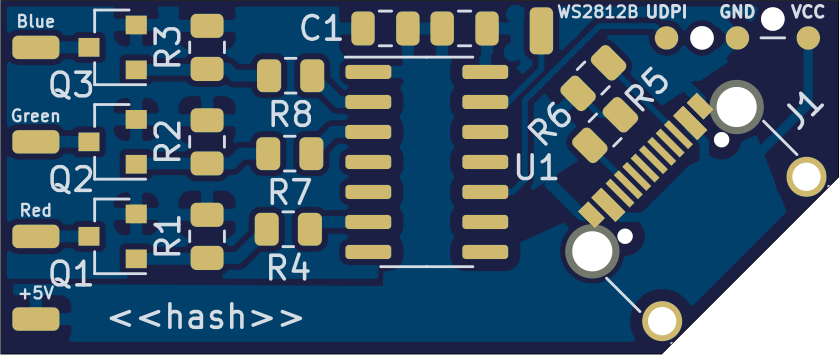 Blue
Q3
R3
C1
WS2812B UDPI GND VCC
R8
R6
R5
J1
Green
Q2
R2
R7
U1
Red
Q1
R1
R4
+5V
<<hash>>